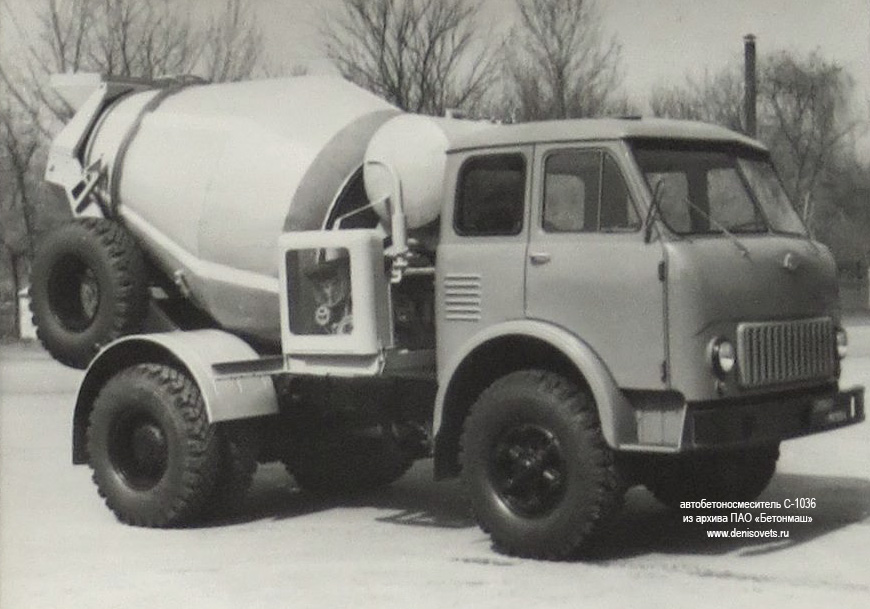 автобетоносмеситель С-1036
из архива ПАО «Бетонмаш»
www.denisovets.ru